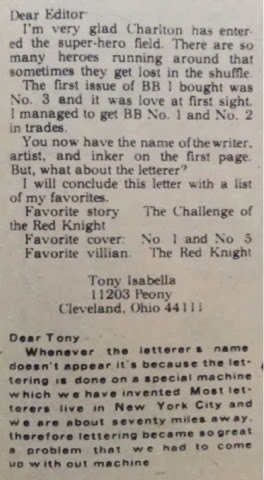 Dear Editor
I'm very glad Charlton has enter-
ed the super-hero field. There are so
many heroes running around that
sometimes they get lost in the shuffle.
The first issue of BB I bought was
No. 3 and it was love at first sight.
I managed to get BB No. 1 and No. 2
in trades.
You now have the name of the writer,
artist, and inker on the first page.
But, what about the letterer?
I will conclude this letter with a list
of my favorites.
Favorite story The Challenge of
the Red Knight
Favorite cover: No. 1 and No 5
Favorite villian. The Red Knight
Tony Isabella
11203 Peony
Cleveland, Ohio 44111
Dear Tony
Whenever the letterer's name
doesn't appear it's because the let-
tering is done on a special machine
which we have invented Most let-
terers live in New York City and
we are about seventy miles away,
therefore lettering became so great
a problem that we had to come
up with out machine